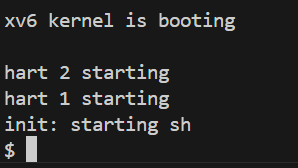 xv6 kernel is booting
hart 2 starting
hart 1 starting
init: starting sh
$